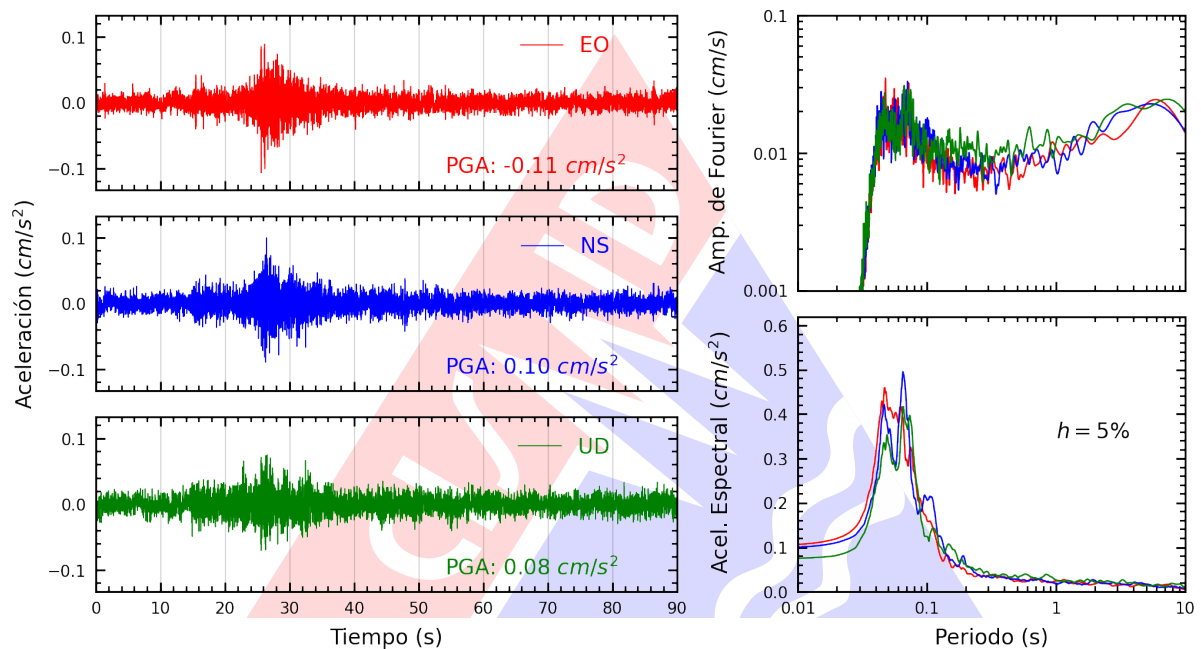 Aceleración (cm/s²)
0.1
0.0
−0.1
EO
PGA: -0.11 cm/s²
0.1
0.0
−0.1
NS
PGA: 0.10 cm/s²
0.1
0.0
−0.1
UD
PGA: 0.08 cm/s²
0 10 20 30 40 50 60 70 80 90
Tiempo (s)
Amp. de Fourier (cm/s)
0.1
0.01
0.001
Acel. Espectral (cm/s²)
0.6
0.5
0.4
0.3
0.2
0.1
0.0
h = 5%
0.01 0.1 1 10
Periodo (s)